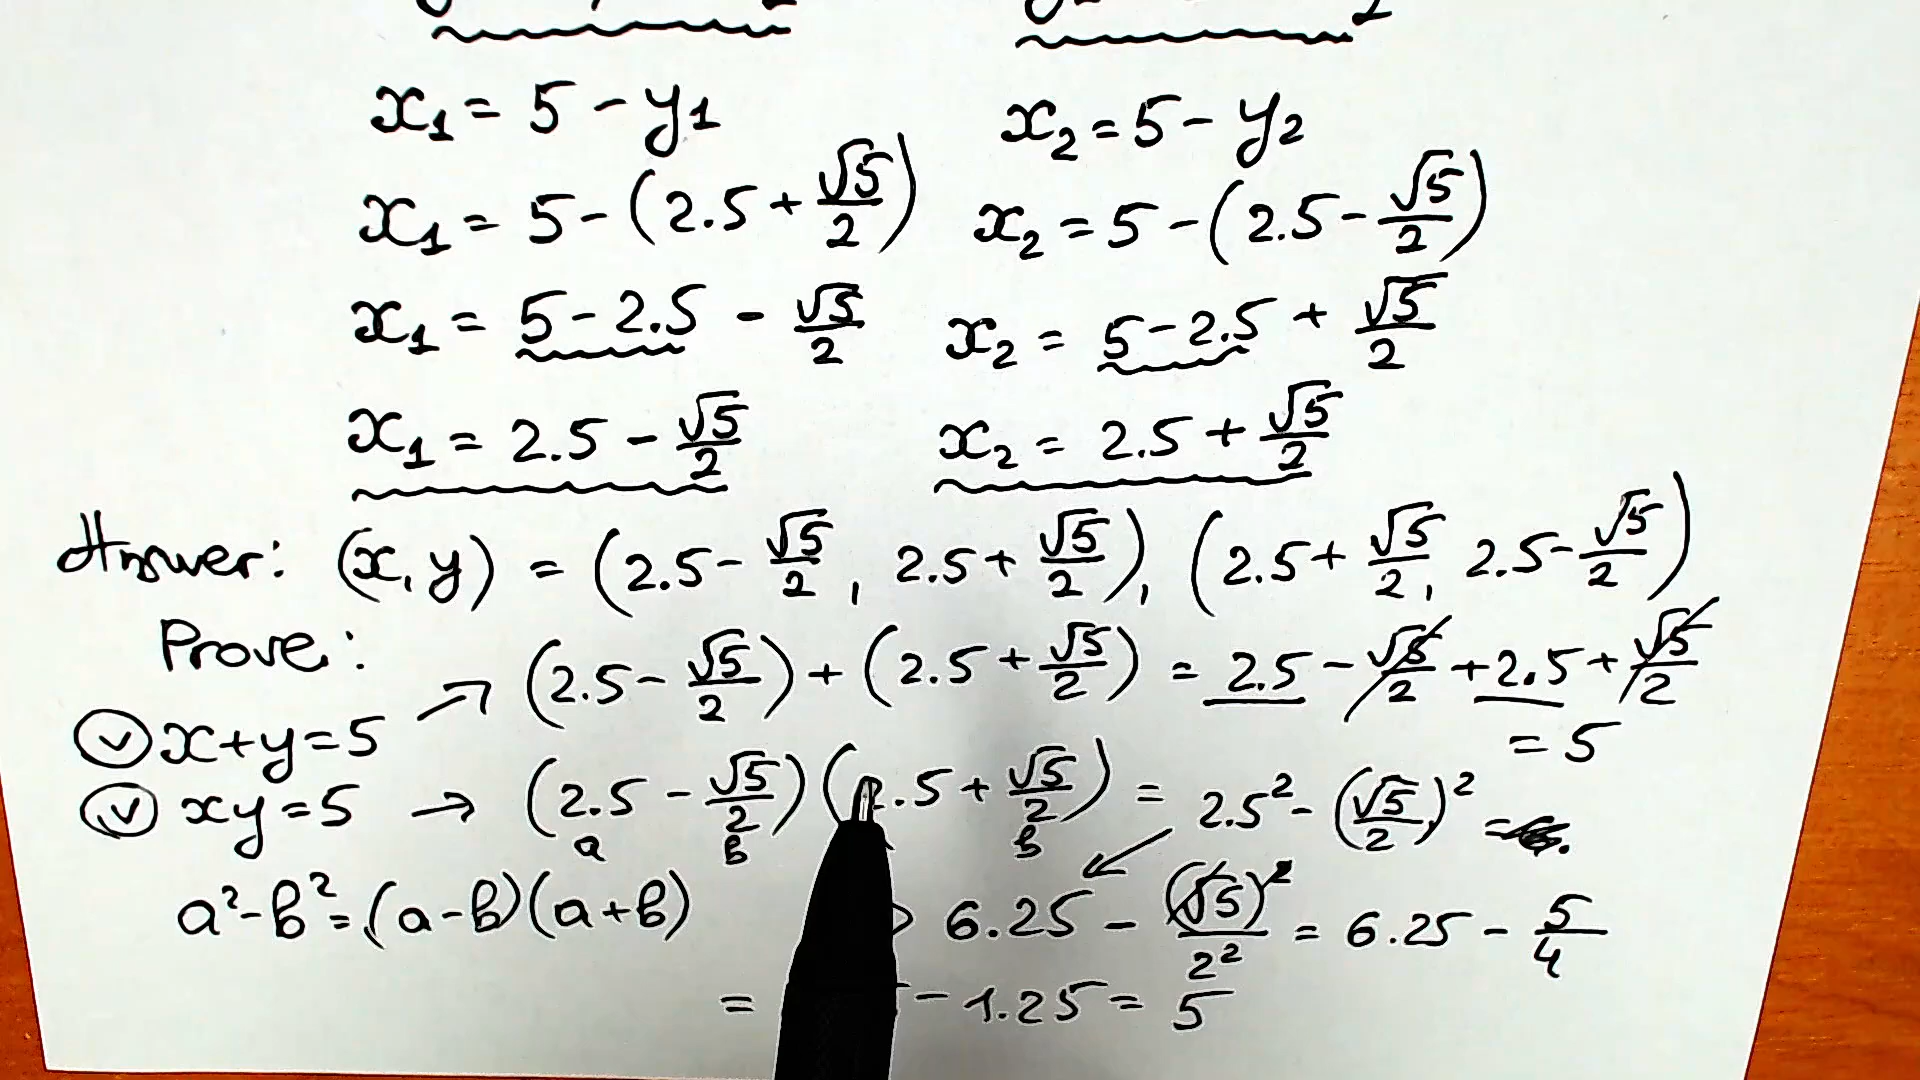 x₁ = 5 - y₁
x₂ = 5 - y₂
x₁ = 5 - (2.5 + √5/2)
x₂ = 5 - (2.5 - √5/2)
x₁ = 5 - 2.5 - √5/2
x₂ = 5 - 2.5 + √5/2
x₁ = 2.5 - √5/2
x₂ = 2.5 + √5/2
Answer: (x, y) = (2.5 - √5/2, 2.5 + √5/2), (2.5 + √5/2, 2.5 - √5/2)
Prove:
(2.5 - √5/2) + (2.5 + √5/2) = 2.5 - √5/2 + 2.5 + √5/2
x + y = 5
= 5
xy = 5 → (2.5 - √5/2)(2.5 + √5/2) = 2.5² - (√5/2)² =
a b b
a² - b² = (a - b)(a + b)
6.25 - (√5)²/2² = 6.25 - 5/4
= - 1.25 = 5